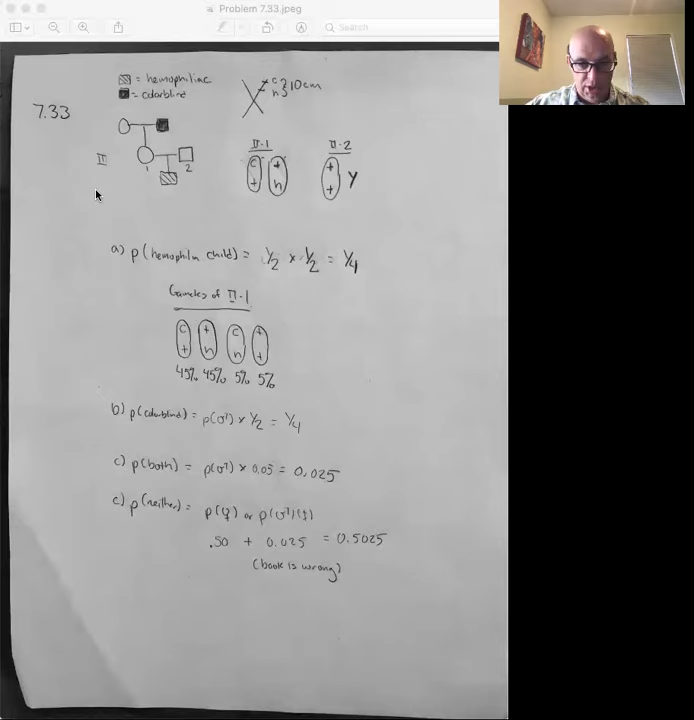 Problem 7.33.jpeg
Search
= hemophiliac
= colorblind
c
h } 10cm
7.33
II
1
2
II-1
II-2
c +
+ h
+
+
Y
a) p(hemophilia child) = 1/2 × 1/2 = 1/4
Gametes of II-1
c + c +
+ h h +
45% 45% 5% 5%
b) p(colorblind) = p(♂) × 1/2 = 1/4
c) p(both) = p(♂) × 0.05 = 0.025
e) p(neither) = p(♀) or p(♂)(‡)
.50 + 0.025 = 0.5025
(book is wrong)